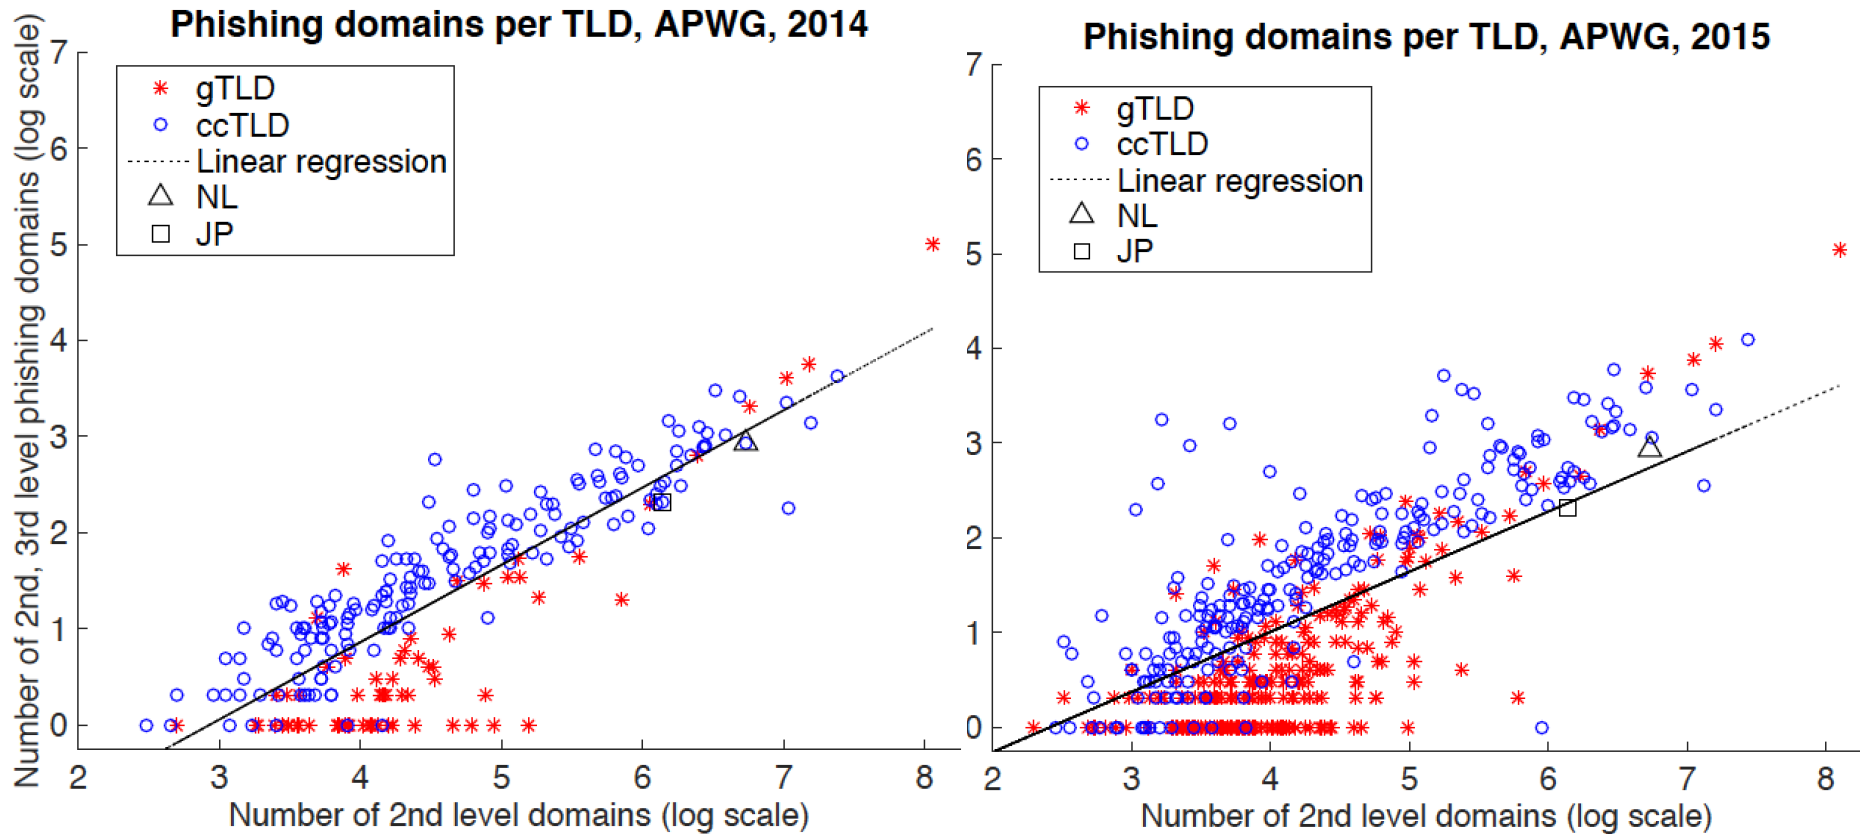 Phishing domains per TLD, APWG, 2014
Number of 2nd, 3rd level phishing domains (log scale)
7
6
5
4
3
2
1
0
gTLD
ccTLD
Linear regression
NL
JP
2 3 4 5 6 7 8
Number of 2nd level domains (log scale)
Phishing domains per TLD, APWG, 2015
7
6
5
4
3
2
1
0
gTLD
ccTLD
Linear regression
NL
JP
2 3 4 5 6 7 8
Number of 2nd level domains (log scale)